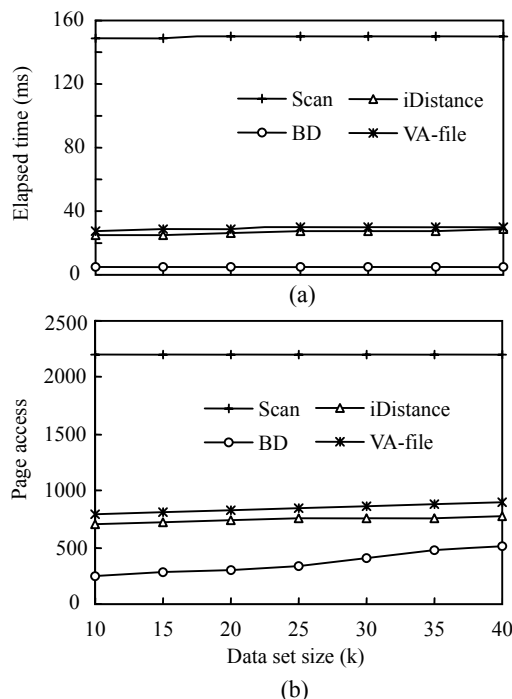 160
120
80
40
0
Elapsed time (ms)
Scan
iDistance
BD
VA-file
(a)
2500
2000
1500
1000
500
0
Page access
Scan
iDistance
BD
VA-file
10 15 20 25 30 35 40
Data set size (k)
(b)